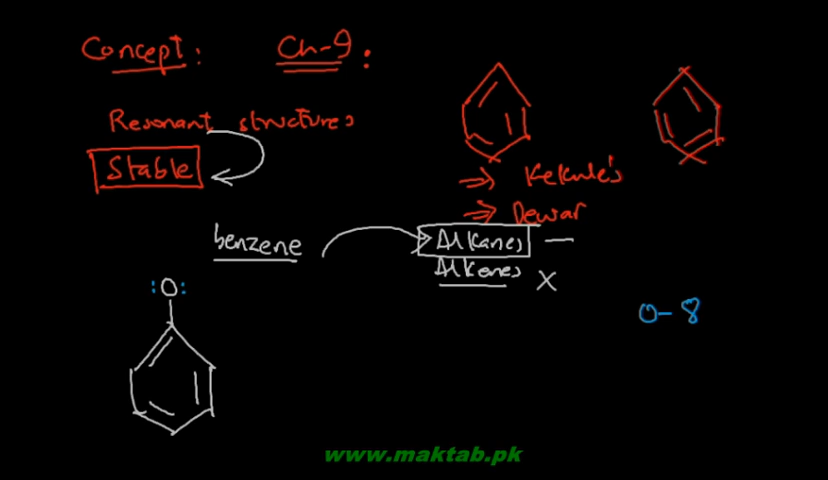 Concept: Ch-9:
Resonant structures
Stable
⇒ Kekule's
⇒ Dewar
benzene Alkanes –
Alkenes X
:O:
O-8
www.maktab.pk